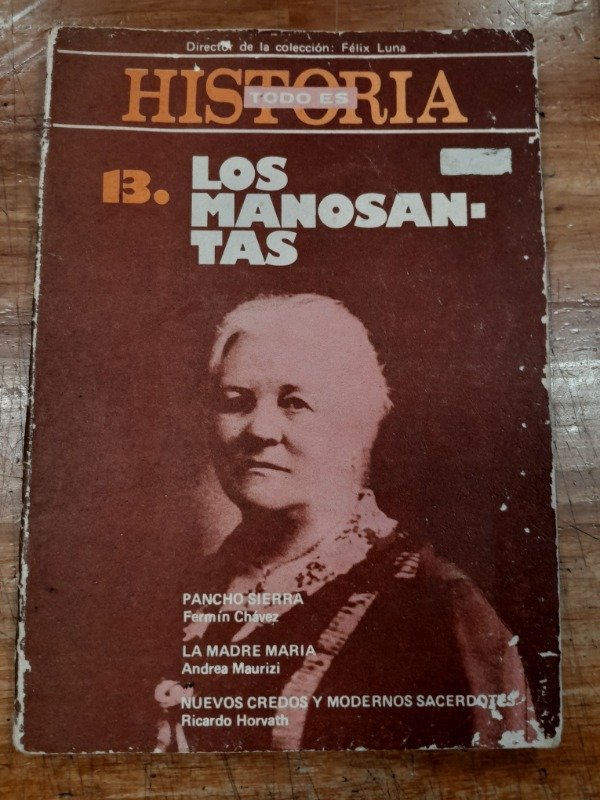 Director de la colección: Félix Luna
HISTORIA
TODO ES
13. LOS
MANOSAN-
TAS
PANCHO SIERRA
Fermín Chávez
LA MADRE MARIA
Andrea Maurizi
NUEVOS CREDOS Y MODERNOS SACERDOTES
Ricardo Horvath